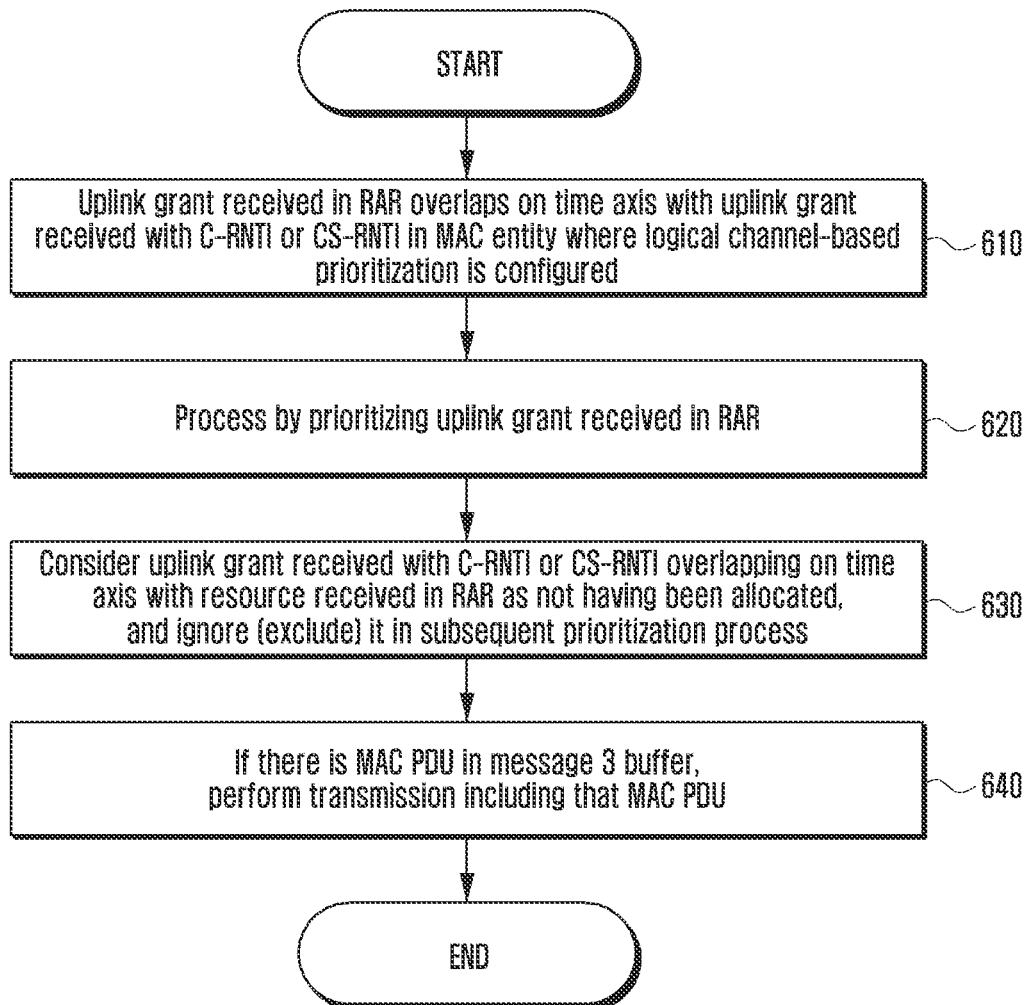 START
Uplink grant received in RAR overlaps on time axis with uplink grant
received with C-RNTI or CS-RNTI in MAC entity where logical channel-based
prioritization is configured
610
Process by prioritizing uplink grant received in RAR
620
Consider uplink grant received with C-RNTI or CS-RNTI overlapping on time
axis with resource received in RAR as not having been allocated,
and ignore (exclude) it in subsequent prioritization process
630
If there is MAC PDU in message 3 buffer,
perform transmission including that MAC PDU
640
END